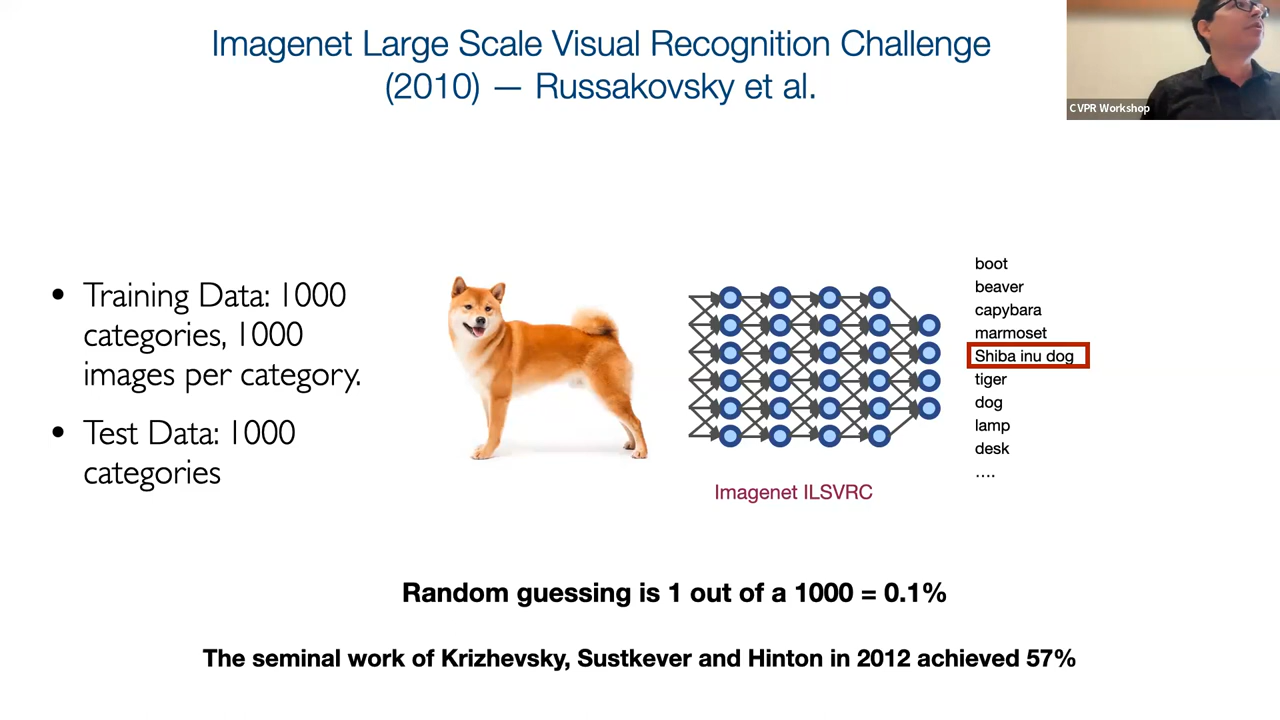 Imagenet Large Scale Visual Recognition Challenge
(2010) — Russakovsky et al.
CVPR Workshop
• Training Data: 1000
categories, 1000
images per category.
• Test Data: 1000
categories
boot
beaver
capybara
marmoset
Shiba inu dog
tiger
dog
lamp
desk
....
Imagenet ILSVRC
Random guessing is 1 out of a 1000 = 0.1%
The seminal work of Krizhevsky, Sustkever and Hinton in 2012 achieved 57%